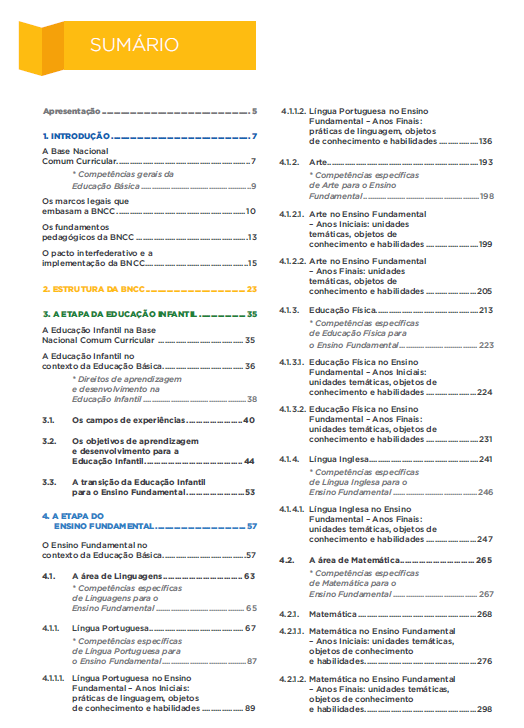 SUMÁRIO
Apresentação 5
1. INTRODUÇÃO 7
A Base Nacional
Comum Curricular 7
* Competências gerais da
Educação Básica 9
Os marcos legais que
embasam a BNCC 10
Os fundamentos
pedagógicos da BNCC 13
O pacto interfederativo e a
implementação da BNCC 15
2. ESTRUTURA DA BNCC 23
3. A ETAPA DA EDUCAÇÃO INFANTIL 35
A Educação Infantil na Base
Nacional Comum Curricular 35
A Educação Infantil no
contexto da Educação Básica 36
* Direitos de aprendizagem
e desenvolvimento na
Educação Infantil 38
3.1. Os campos de experiências 40
3.2. Os objetivos de aprendizagem
e desenvolvimento para a
Educação Infantil 44
3.3. A transição da Educação Infantil
para o Ensino Fundamental 53
4. A ETAPA DO
ENSINO FUNDAMENTAL 57
O Ensino Fundamental no
contexto da Educação Básica 57
4.1. A área de Linguagens 63
* Competências específicas
de Linguagens para o
Ensino Fundamental 65
4.1.1. Língua Portuguesa 67
* Competências específicas
de Língua Portuguesa para
o Ensino Fundamental 87
4.1.1.1. Língua Portuguesa no Ensino
Fundamental – Anos Iniciais:
práticas de linguagem, objetos
de conhecimento e habilidades 89
4.1.1.2. Língua Portuguesa no Ensino
Fundamental – Anos Finais:
práticas de linguagem, objetos
de conhecimento e habilidades 136
4.1.2. Arte 193
* Competências específicas
de Arte para o Ensino
Fundamental 198
4.1.2.1. Arte no Ensino Fundamental
– Anos Iniciais: unidades
temáticas, objetos de
conhecimento e habilidades 199
4.1.2.2. Arte no Ensino Fundamental
– Anos Finais: unidades
temáticas, objetos de
conhecimento e habilidades 205
4.1.3. Educação Física 213
* Competências específicas
de Educação Física para
o Ensino Fundamental 223
4.1.3.1. Educação Física no Ensino
Fundamental – Anos Iniciais:
unidades temáticas, objetos de
conhecimento e habilidades 224
4.1.3.2. Educação Física no Ensino
Fundamental – Anos Finais:
unidades temáticas, objetos de
conhecimento e habilidades 231
4.1.4. Língua Inglesa 241
* Competências específicas
de Língua Inglesa para o
Ensino Fundamental 246
4.1.4.1. Língua Inglesa no Ensino
Fundamental – Anos Finais:
unidades temáticas, objetos de
conhecimento e habilidades 247
4.2. A área de Matemática 265
* Competências específicas
de Matemática para o
Ensino Fundamental 267
4.2.1. Matemática 268
4.2.1.1. Matemática no Ensino Fundamental
– Anos Iniciais: unidades temáticas,
objetos de conhecimento
e habilidades 276
4.2.1.2. Matemática no Ensino Fundamental
– Anos Finais: unidades temáticas,
objetos de conhecimento
e habilidades 298